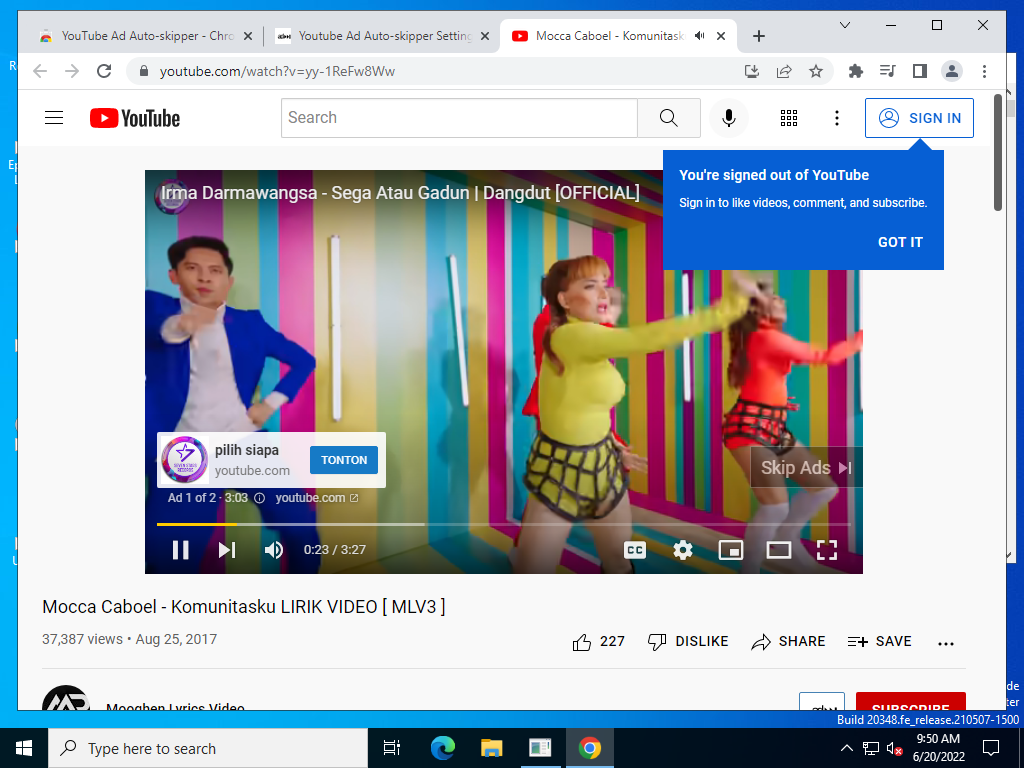 YouTube Ad Auto-skipper - Chro
Youtube Ad Auto-skipper Setting
Mocca Caboel - Komunitask
youtube.com/watch?v=yy-1ReFw8Ww
YouTube
Search
SIGN IN
You're signed out of YouTube
Sign in to like videos, comment, and subscribe.
GOT IT
Irma Darmawangsa - Sega Atau Gadun | Dangdut [OFFICIAL]
pilih siapa
youtube.com
TONTON
Skip Ads
Ad 1 of 2 · 3:03
youtube.com
CC
0:23 / 3:27
Mocca Caboel - Komunitasku LIRIK VIDEO [ MLV3 ]
37,387 views • Aug 25, 2017
227
DISLIKE
SHARE
SAVE
Mooghen Lyrics Video
SUBSCRIBE
Build 20348.fe_release.210507-1500
Type here to search
9:50 AM
6/20/2022